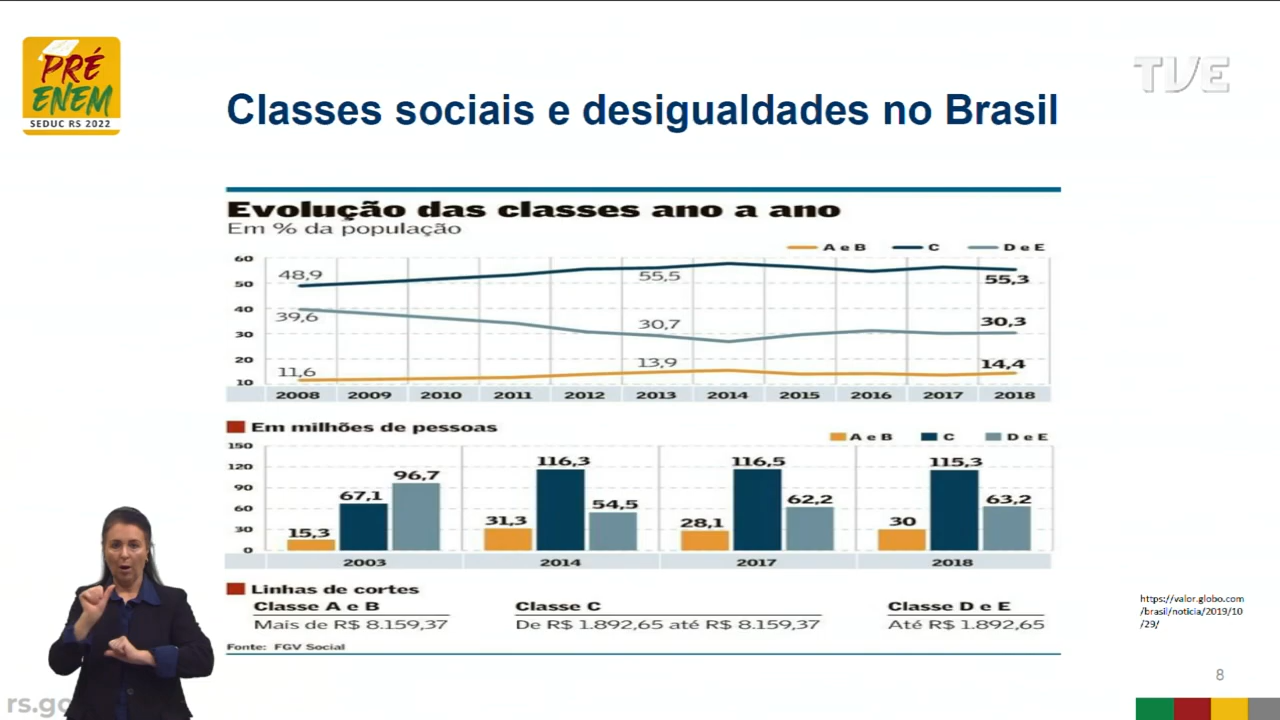 PRÉ
ENEM
SEDUC RS 2022
TVE
Classes sociais e desigualdades no Brasil
Evolução das classes ano a ano
Em % da população
A e B C D e E
60
50
40
30
20
10
48,9 55,5 55,3
39,6 30,7 30,3
11,6 13,9 14,4
2008 2009 2010 2011 2012 2013 2014 2015 2016 2017 2018
Em milhões de pessoas
A e B C D e E
150
120
90
60
30
0
15,3 67,1 96,7
31,3 116,3 54,5
28,1 116,5 62,2
30 115,3 63,2
2003 2014 2017 2018
Linhas de cortes
Classe A e B Classe C Classe D e E
Mais de R$ 8.159,37 De R$ 1.892,65 até R$ 8.159,37 Até R$ 1.892,65
Fonte: FGV Social
https://valor.globo.com
/brasil/noticia/2019/10
/29/
8